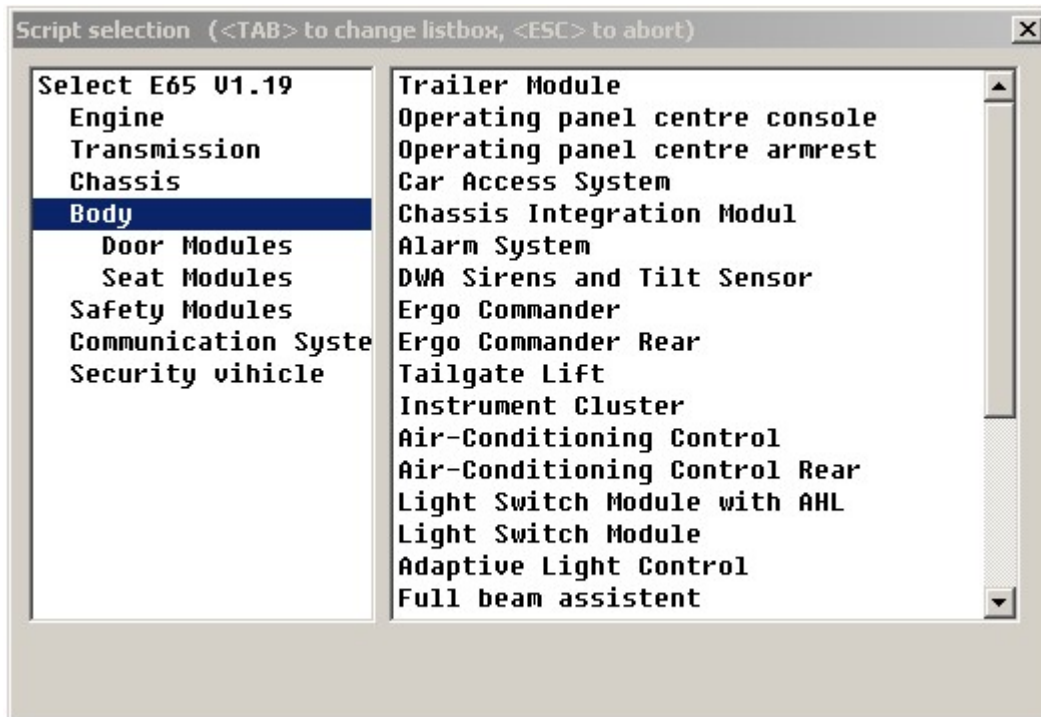 Script selection (<TAB> to change listbox, <ESC> to abort)
Select E65 V1.19
Engine
Transmission
Chassis
Body
Door Modules
Seat Modules
Safety Modules
Communication Syste
Security vihicle
Trailer Module
Operating panel centre console
Operating panel centre armrest
Car Access System
Chassis Integration Modul
Alarm System
DWA Sirens and Tilt Sensor
Ergo Commander
Ergo Commander Rear
Tailgate Lift
Instrument Cluster
Air-Conditioning Control
Air-Conditioning Control Rear
Light Switch Module with AHL
Light Switch Module
Adaptive Light Control
Full beam assistent